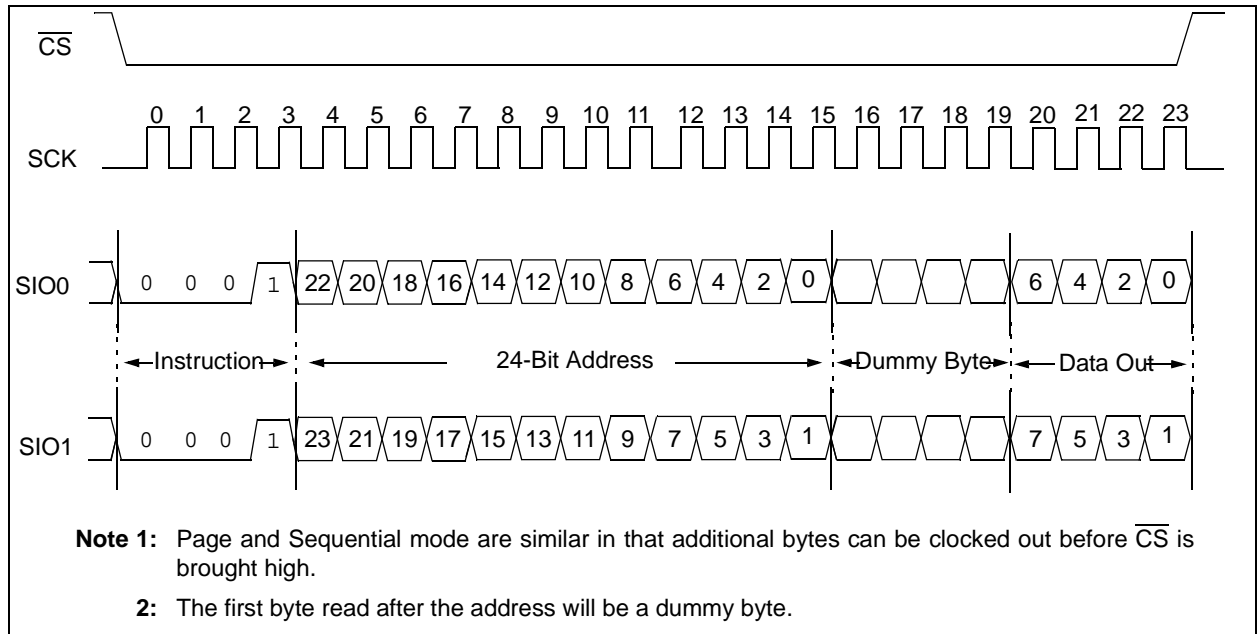 CS
0 1 2 3 4 5 6 7 8 9 10 11 12 13 14 15 16 17 18 19 20 21 22 23
SCK
SIO0 0 0 0 1 22 20 18 16 14 12 10 8 6 4 2 0 6 4 2 0
Instruction 24-Bit Address Dummy Byte Data Out
SIO1 0 0 0 1 23 21 19 17 15 13 11 9 7 5 3 1 7 5 3 1
Note 1: Page and Sequential mode are similar in that additional bytes can be clocked out before CS is
brought high.
2: The first byte read after the address will be a dummy byte.